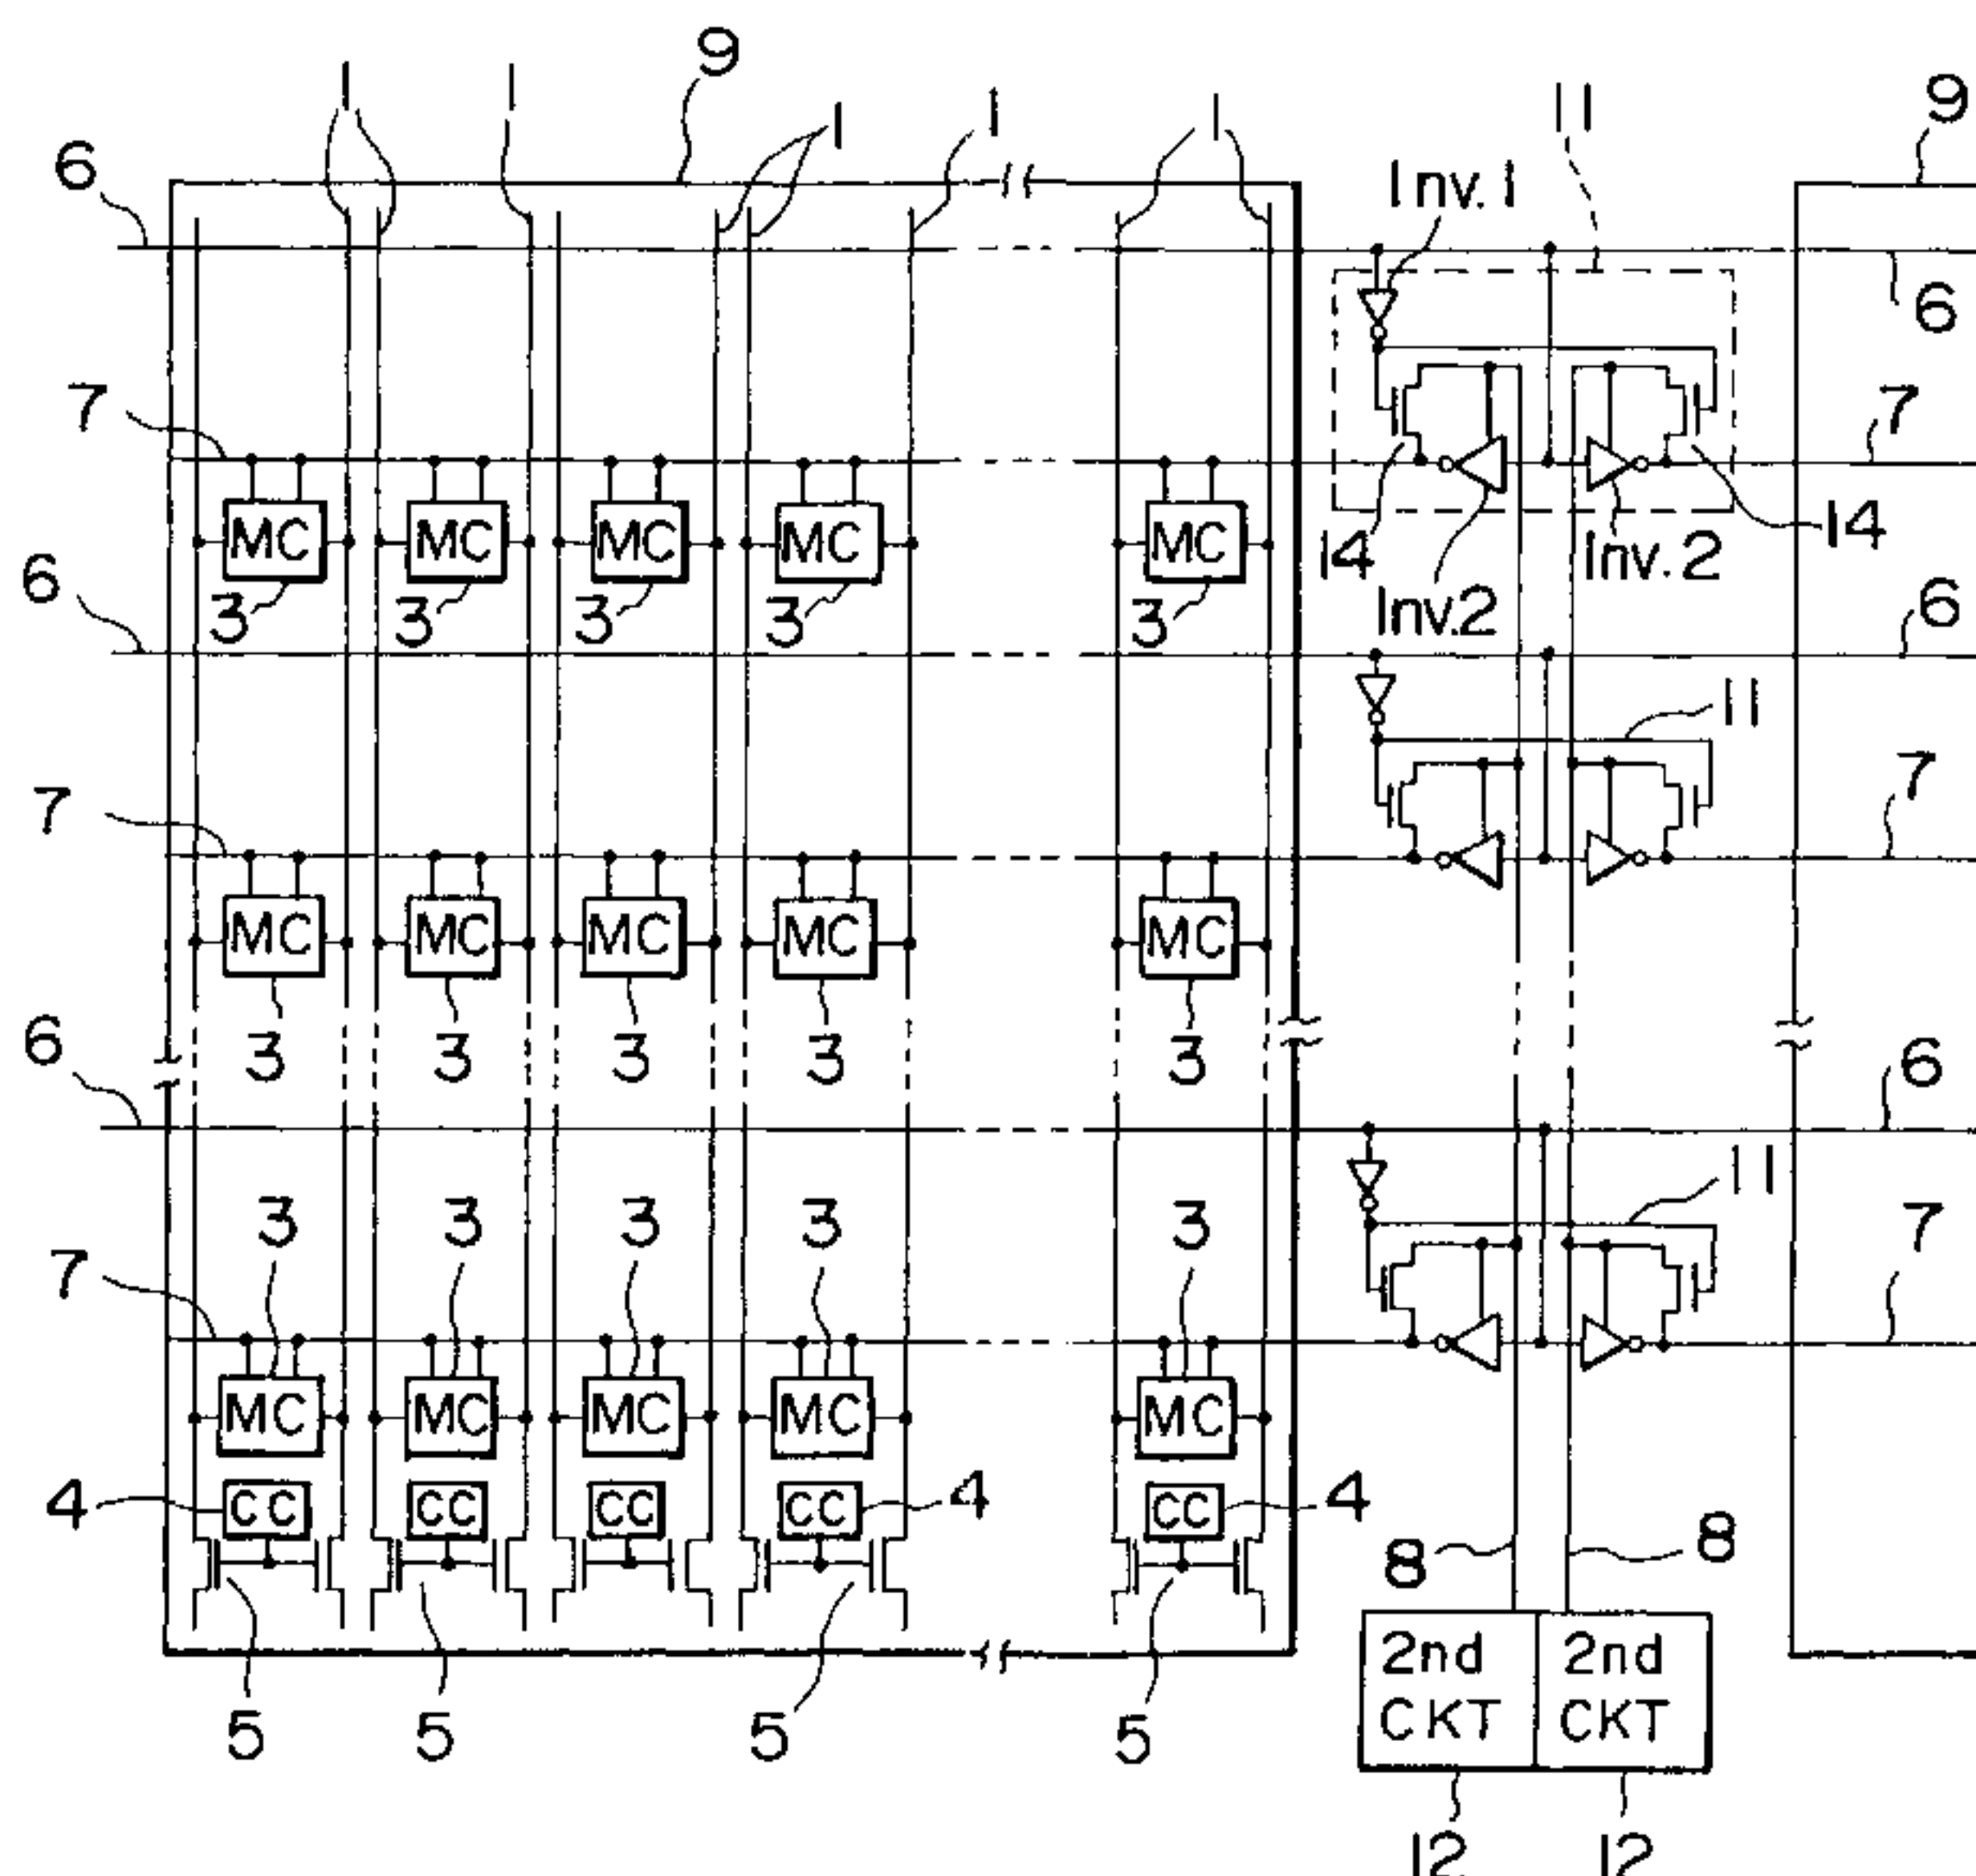 9
1 1 1 1 1 11 9
6 Inv.1
6
7 7
MC MC MC MC MC 14 14
6 3 3 3 3 3 Inv.2 Inv.2 6
11
7 7
MC MC MC MC MC
6 3 3 3 3 3 6
11
3 3 3 3 3 7
7
MC MC MC MC MC
4 CC CC CC CC 4 CC 4
8 8
2nd CKT 2nd CKT
5 5 5 5
12 12